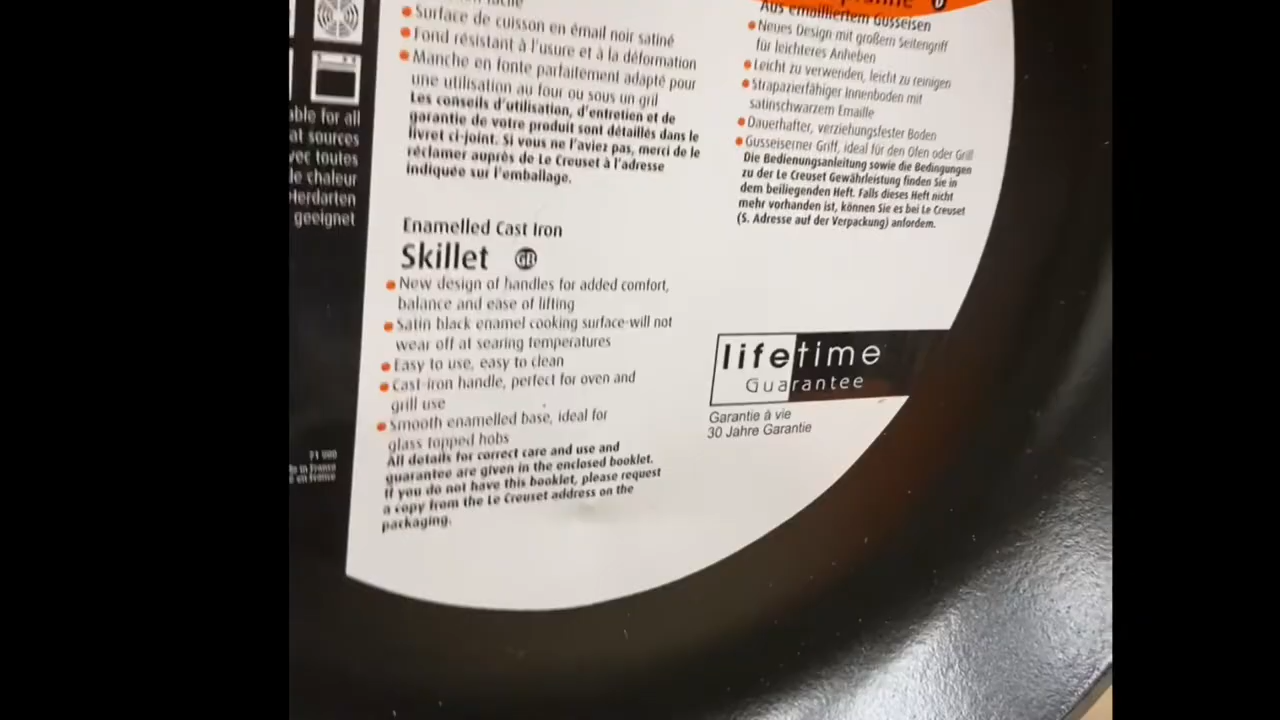 Surface de cuisson en émail noir satiné
Fond résistant à l'usure et à la déformation
Manche en fonte parfaitement adapté pour
une utilisation au four ou sous un gril
Les conseils d'utilisation, d'entretien et de
garantie de votre produit sont détaillés dans le
livret ci-joint. Si vous ne l'aviez pas, merci de le
réclamer auprès de Le Creuset à l'adresse
indiquée sur l'emballage.
Aus emailliertem Gusseisen
Neues Design mit großem Seitengriff
für leichteres Anheben
Leicht zu verwenden, leicht zu reinigen
Strapazierfähiger Innenboden mit
satinschwarzem Emaille
Dauerhafter, verziehungsfester Boden
Gusseiserner Griff, ideal für den Ofen oder Grill
Die Bedienungsanleitung sowie die Bedingungen
zu der Le Creuset Gewährleistung finden Sie in
dem beiliegenden Heft. Falls dieses Heft nicht
mehr vorhanden ist, können Sie es bei Le Creuset
(S. Adresse auf der Verpackung) anfordern.
able for all
at sources
vec toutes
de chaleur
Herdarten
geeignet
Enamelled Cast Iron
Skillet GB
New design of handles for added comfort,
balance and ease of lifting
Satin black enamel cooking surface-will not
wear off at searing temperatures
Easy to use, easy to clean
Cast-iron handle, perfect for oven and
grill use
Smooth enamelled base, ideal for
glass topped hobs
All details for correct care and use and
guarantee are given in the enclosed booklet.
If you do not have this booklet, please request
a copy from the Le Creuset address on the
packaging.
lifetime
Guarantee
Garantie à vie
30 Jahre Garantie
in France
en France